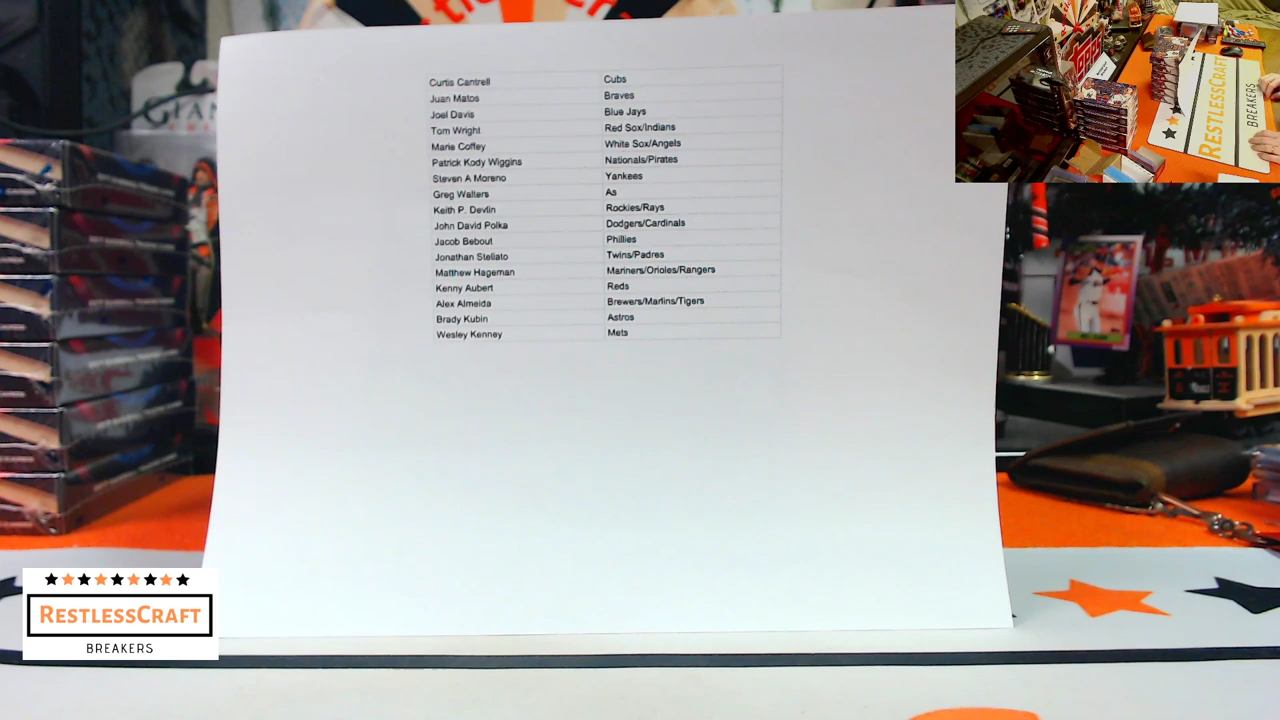 Curtis Cantrell Cubs
Juan Matos Braves
Joel Davis Blue Jays
Tom Wright Red Sox/Indians
Marie Coffey White Sox/Angels
Patrick Kody Wiggins Nationals/Pirates
Steven A Moreno Yankees
Greg Walters As
Keith P. Devlin Rockies/Rays
John David Polka Dodgers/Cardinals
Jacob Bebout Phillies
Jonathan Stellato Twins/Padres
Matthew Hageman Mariners/Orioles/Rangers
Kenny Aubert Reds
Alex Almeida Brewers/Marlins/Tigers
Brady Kubin Astros
Wesley Kenney Mets
topps
RESTLESSCRAFT
BREAKERS
RESTLESSCRAFT
BREAKERS